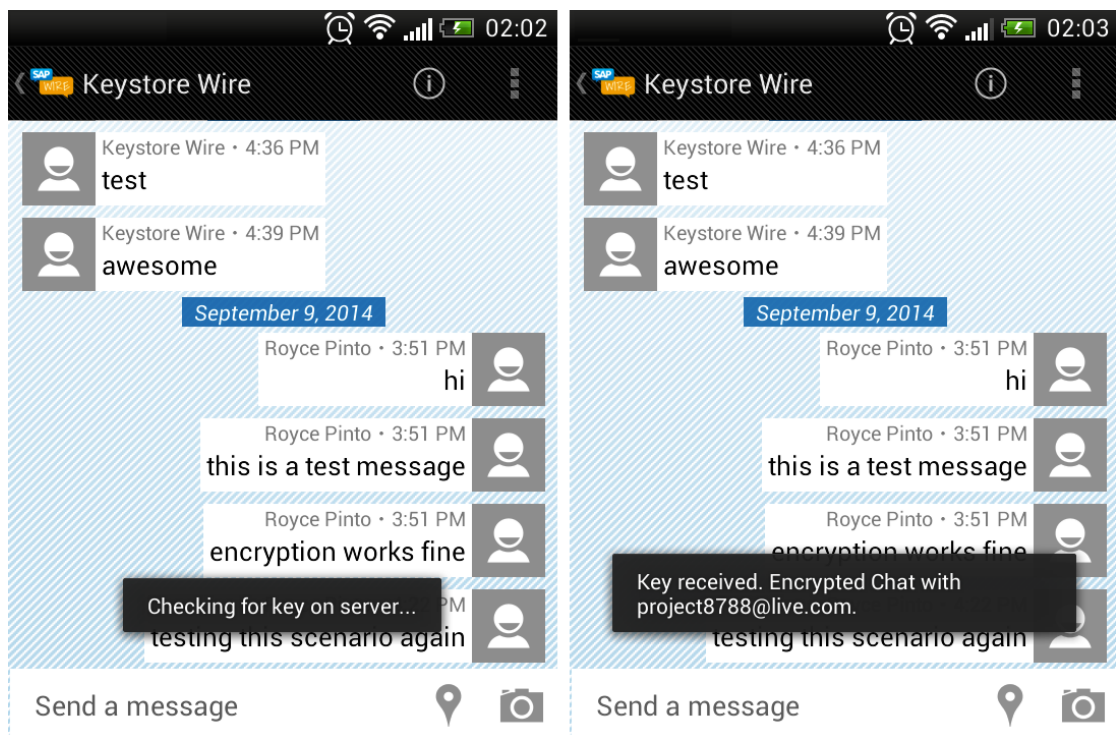 02:02
SAP
WIRE
Keystore Wire
Keystore Wire • 4:36 PM
test
Keystore Wire • 4:39 PM
awesome
September 9, 2014
Royce Pinto • 3:51 PM
hi
Royce Pinto • 3:51 PM
this is a test message
Royce Pinto • 3:51 PM
encryption works fine
Checking for key on server...
PM
testing this scenario again
Send a message
02:03
SAP
WIRE
Keystore Wire
Keystore Wire • 4:36 PM
test
Keystore Wire • 4:39 PM
awesome
September 9, 2014
Royce Pinto • 3:51 PM
hi
Royce Pinto • 3:51 PM
this is a test message
Royce Pinto • 3:51 PM
encryption works fine
Key received. Encrypted Chat with
project8788@live.com.
testing this scenario again
Send a message